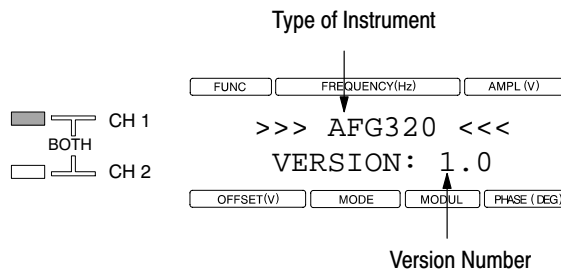 Type of Instrument
FUNC FREQUENCY(Hz) AMPL (V)
CH 1
>>> AFG320 <<<
BOTH
VERSION: 1.0
CH 2
OFFSET(V) MODE MODUL PHASE (DEG)
Version Number